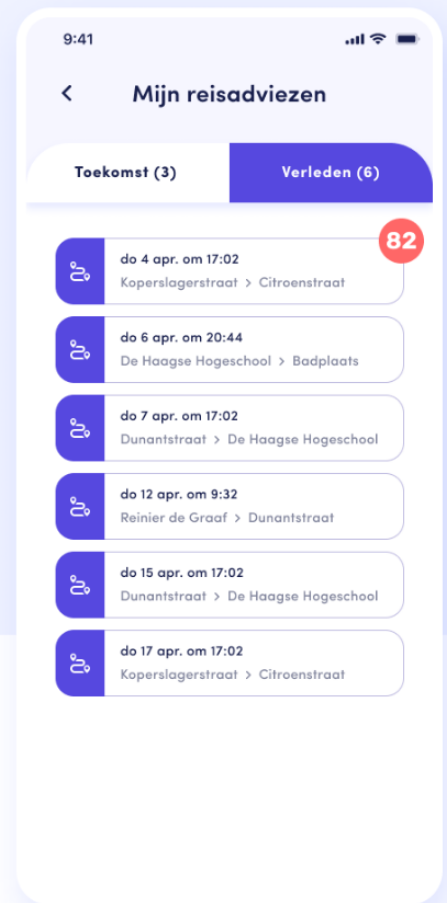 9:41
Mijn reisadviezen
Toekomst (3)
Verleden (6)
82
do 4 apr. om 17:02
Koperslagerstraat > Citroenstraat
do 6 apr. om 20:44
De Haagse Hogeschool > Badplaats
do 7 apr. om 17:02
Dunantstraat > De Haagse Hogeschool
do 12 apr. om 9:32
Reinier de Graaf > Dunantstraat
do 15 apr. om 17:02
Dunantstraat > De Haagse Hogeschool
do 17 apr. om 17:02
Koperslagerstraat > Citroenstraat